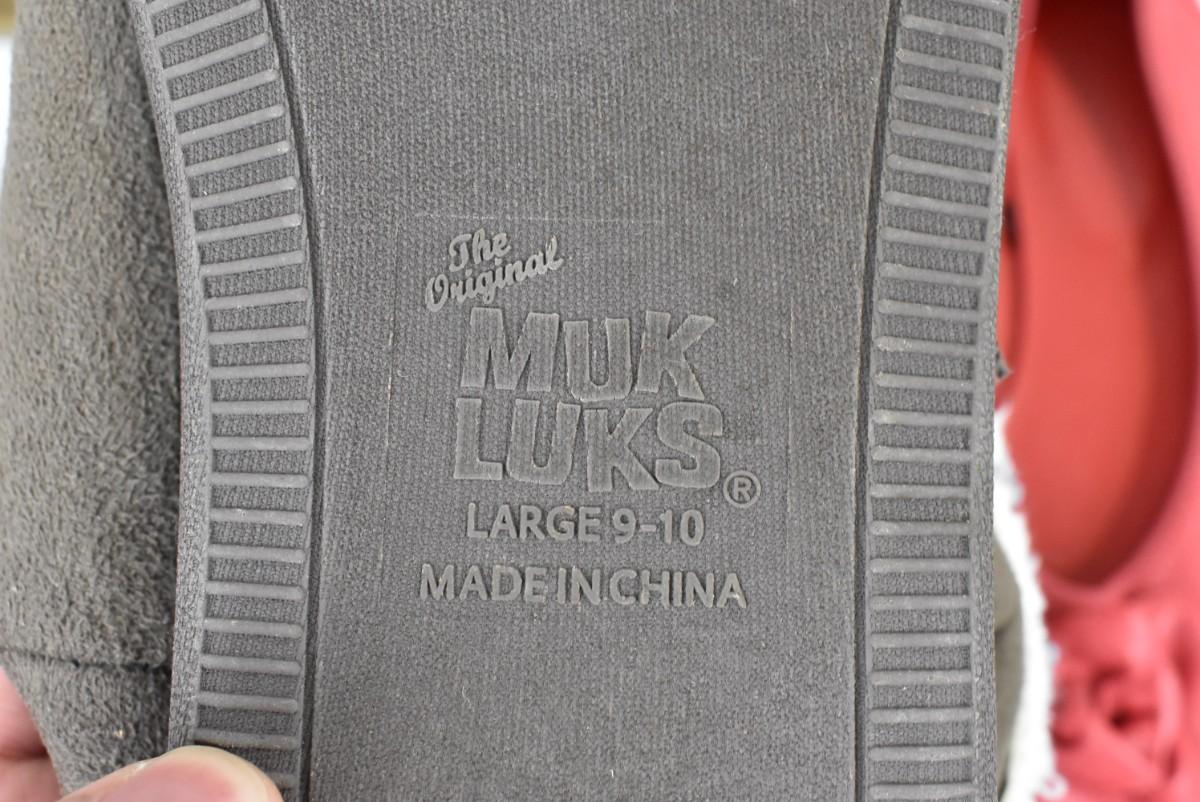 The
Original
MUK
LUKS®
LARGE 9-10
MADE IN CHINA